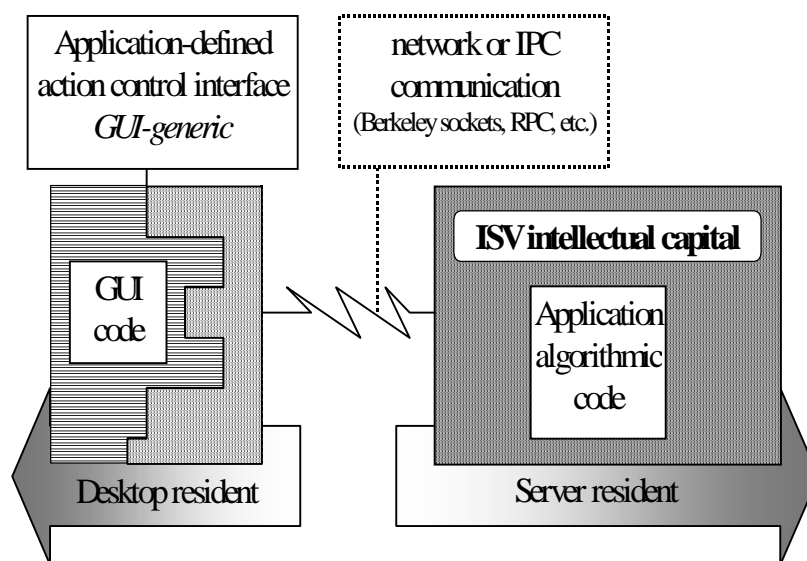 Application-defined
action control interface
GUI-generic
network or IPC
communication
(Berkeley sockets, RPC, etc.)
ISV intellectual capital
GUI
code
Application
algorithmic
code
Desktop resident
Server resident